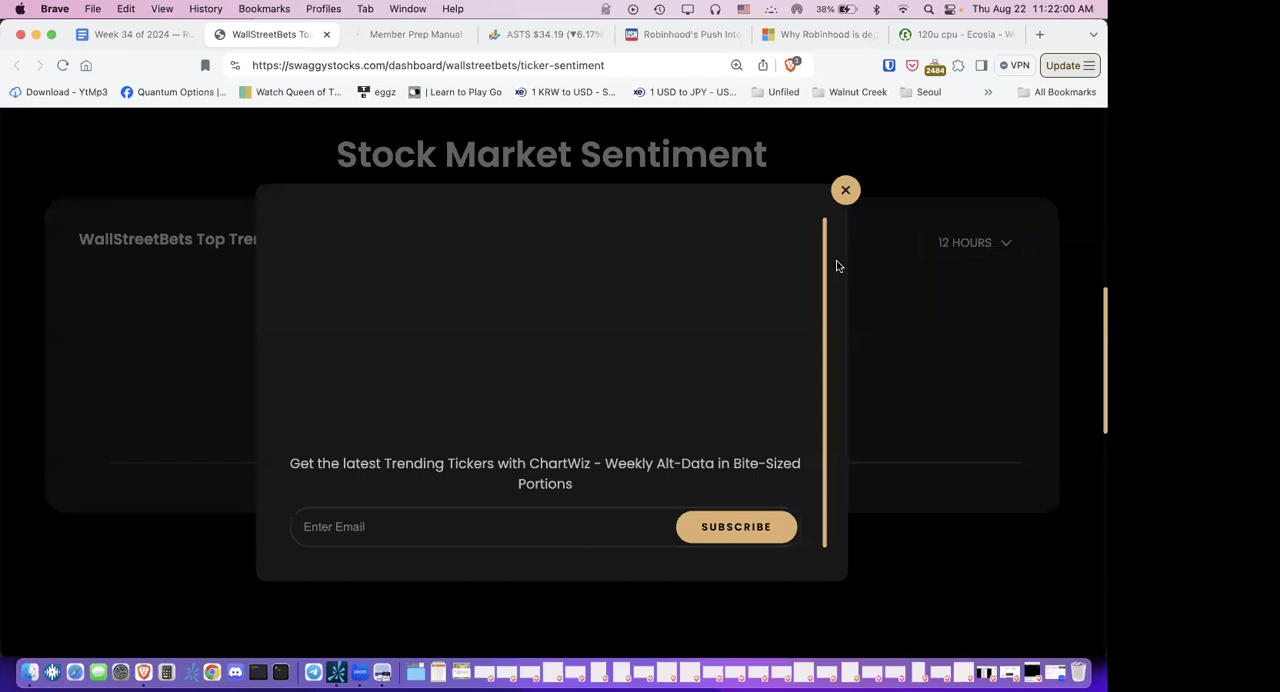 Brave File Edit View History Bookmarks Profiles Tab Window Help 38% Thu Aug 22 11:22:00 AM
Week 34 of 2024 — R... WallStreetBets To Member Prep Manual ASTS $34.19 (▼6.17% Robinhood's Push Into Why Robinhood is de 120u cpu - Ecosia - W
https://swaggystocks.com/dashboard/wallstreetbets/ticker-sentiment 3 2484 VPN Update
Download - YtMp3 Quantum Options |... Watch Queen of T... eggz | Learn to Play Go 1 KRW to USD - S... 1 USD to JPY - US... Unfiled Walnut Creek Seoul » All Bookmarks
Stock Market Sentiment
WallStreetBets Top Tre
12 HOURS
Get the latest Trending Tickers with ChartWiz - Weekly Alt-Data in Bite-Sized
Portions
Enter Email SUBSCRIBE